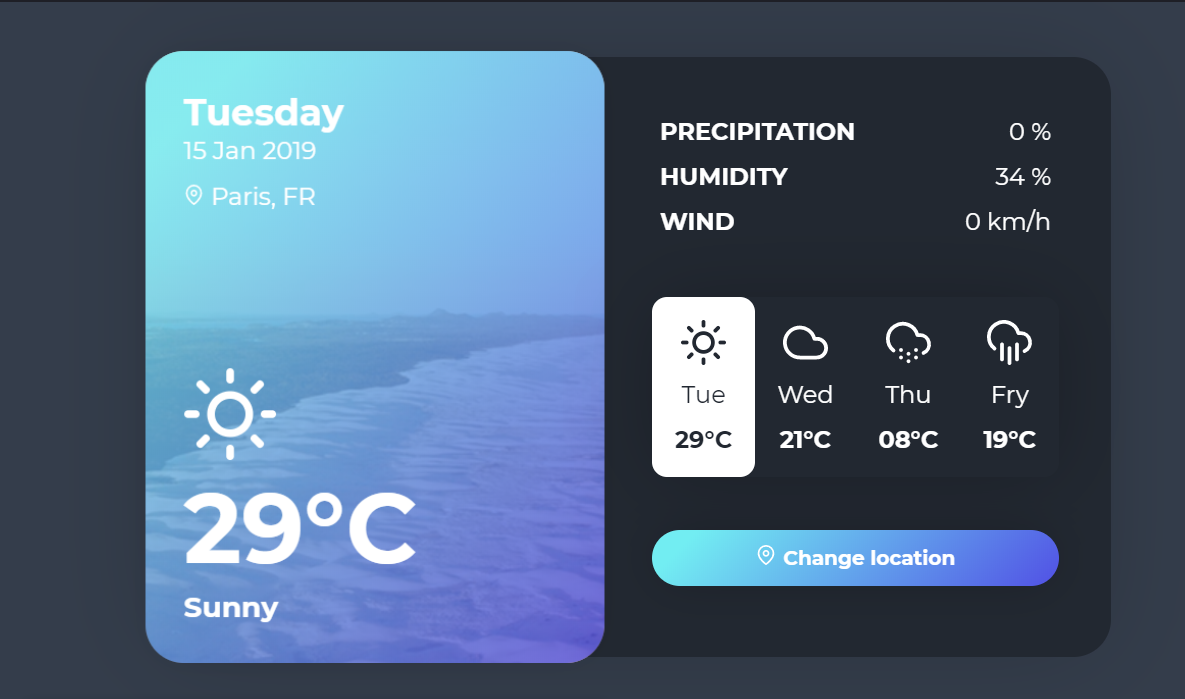 Tuesday
15 Jan 2019
Paris, FR
29°C
Sunny
PRECIPITATION 0 %
HUMIDITY 34 %
WIND 0 km/h
Tue Wed Thu Fry
29°C 21°C 08°C 19°C
Change location